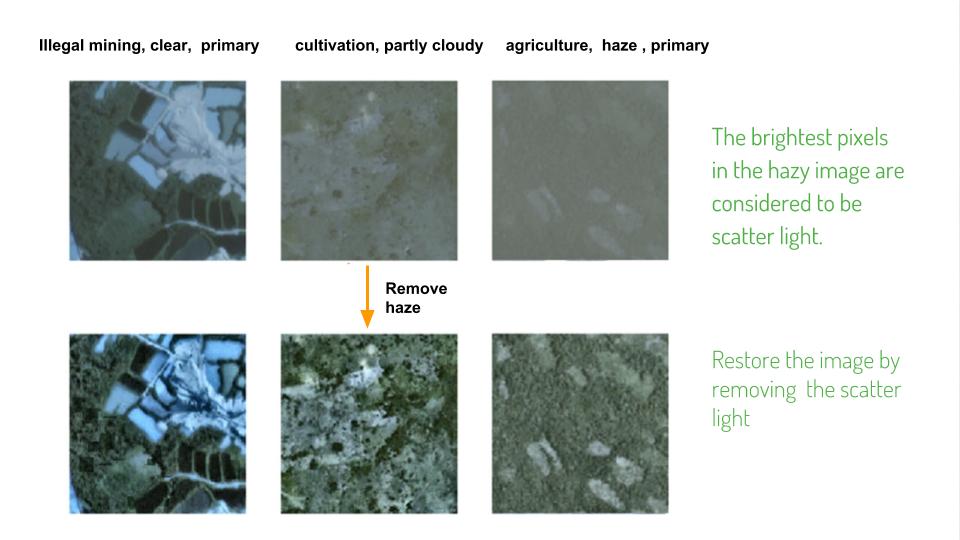 Illegal mining, clear, primary
cultivation, partly cloudy
agriculture, haze , primary
The brightest pixels
in the hazy image are
considered to be
scatter light.
Remove
haze
Restore the image by
removing the scatter
light